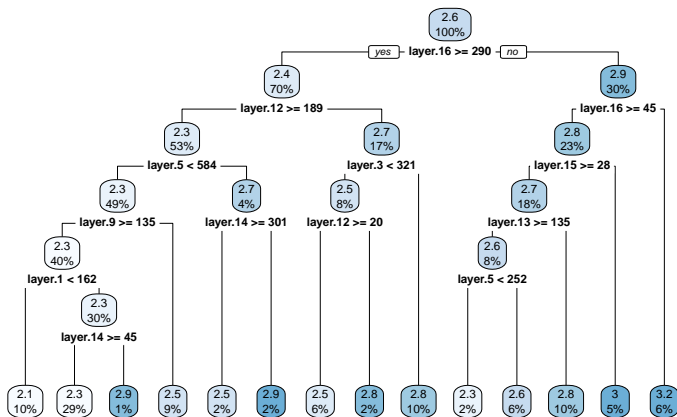 2.6
100%
yes layer.16 >= 290 no
2.4
70%
2.9
30%
layer.12 >= 189
layer.16 >= 45
2.3
53%
2.7
17%
2.8
23%
layer.5 < 584
layer.3 < 321
layer.15 >= 28
2.3
49%
2.7
4%
2.5
8%
2.7
18%
layer.9 >= 135
layer.14 >= 301
layer.12 >= 20
layer.13 >= 135
2.3
40%
2.6
8%
layer.1 < 162
layer.5 < 252
2.3
30%
layer.14 >= 45
2.1 2.3 2.9 2.5 2.5 2.9 2.5 2.8 2.8 2.3 2.6 2.8 3 3.2
10% 29% 1% 9% 2% 2% 6% 2% 10% 2% 6% 10% 5% 6%